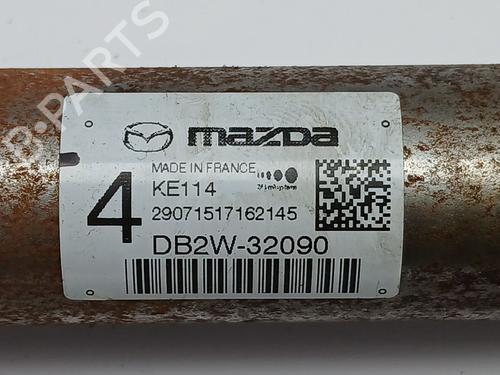 B-PARTS
mazda
MADE IN FRANCE
4
KE114
29071517162145
DB2W-32090